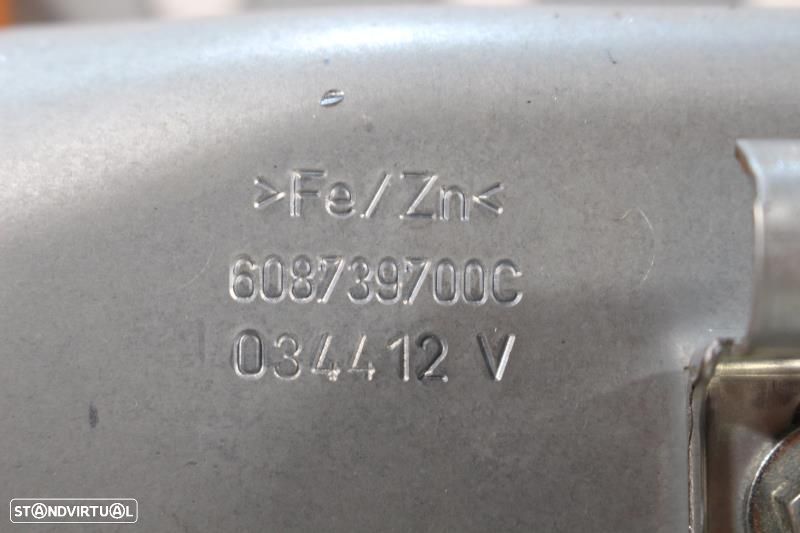 >Fe/Zn<
608739700C
034412 V
STANDVIRTUAL